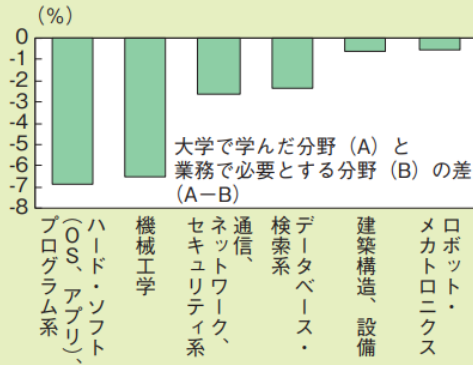 (%)
0
-1
-2
-3
-4
-5
-6
-7
-8
大学で学んだ分野(A)と
業務で必要とする分野(B)の差
(A-B)
ハード・ソフト
(OS、アプリ)、
プログラム系
機械工学
通信、
ネットワーク、
セキュリティ系
データベース・
検索系
建築構造、設備
ロボット・
メカトロニクス